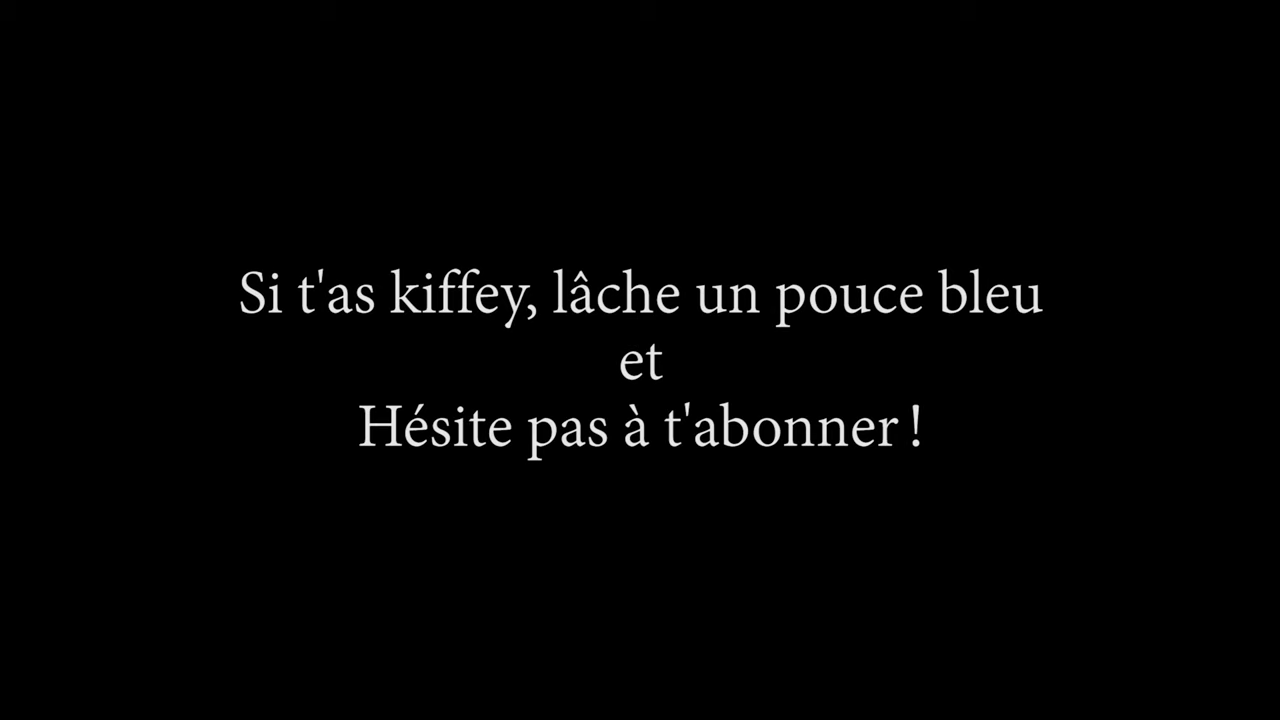 Si t'as kiffey, lâche un pouce bleu
et
Hésite pas à t'abonner !